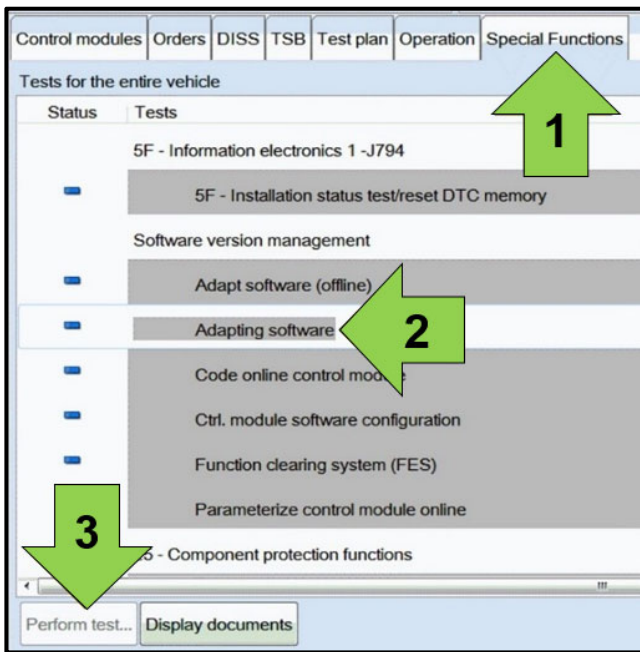 Control modules Orders DISS TSB Test plan Operation Special Functions
Tests for the entire vehicle
Status Tests
1
5F - Information electronics 1 -J794
5F - Installation status test/reset DTC memory
Software version management
Adapt software (offline)
Adapting software
2
Code online control module
Ctrl. module software configuration
Function clearing system (FES)
Parameterize control module online
3
5 - Component protection functions
Perform test... Display documents